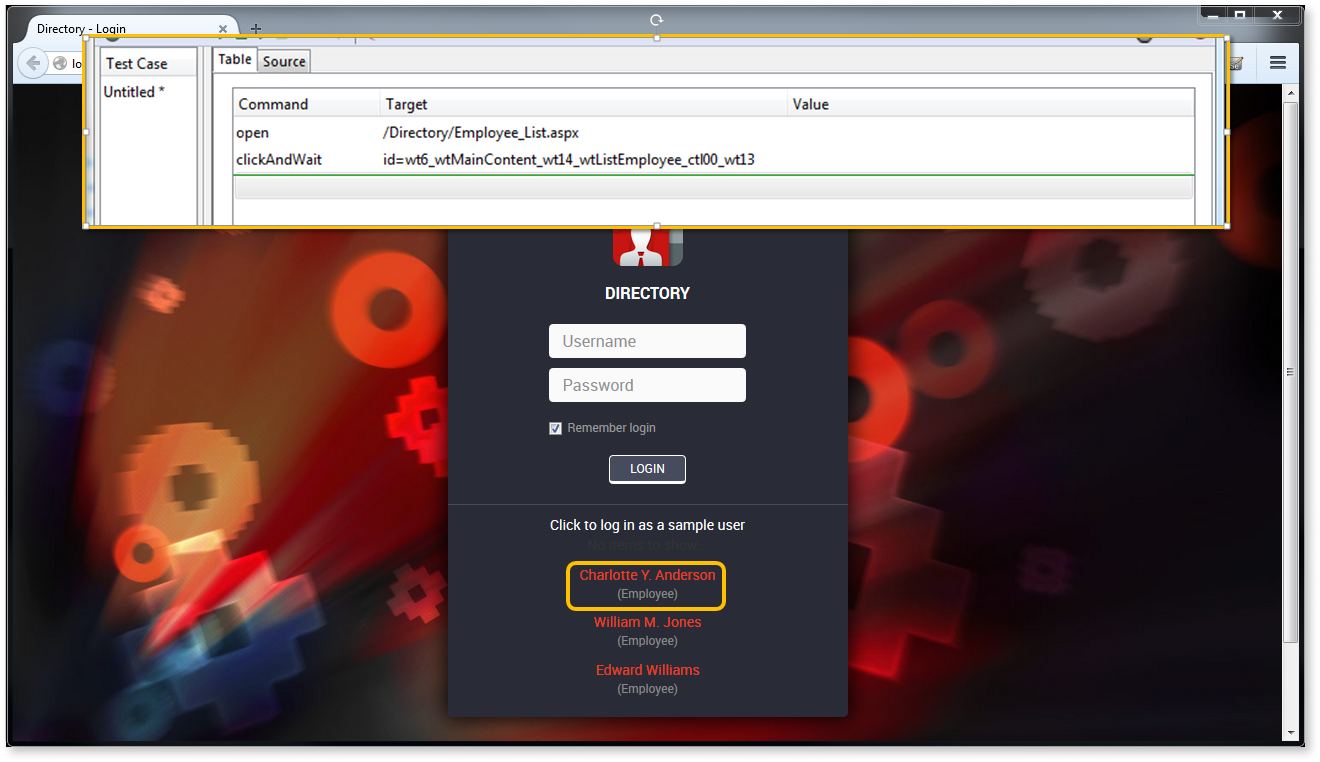 Directory - Login
lo
Test Case
Untitled *
Table Source
Command Target Value
open /Directory/Employee_List.aspx
clickAndWait id=wt6_wtMainContent_wt14_wtListEmployee_ctl00_wt13
DIRECTORY
Username
Password
Remember login
LOGIN
Click to log in as a sample user
No items to show...
Charlotte Y. Anderson
(Employee)
William M. Jones
(Employee)
Edward Williams
(Employee)